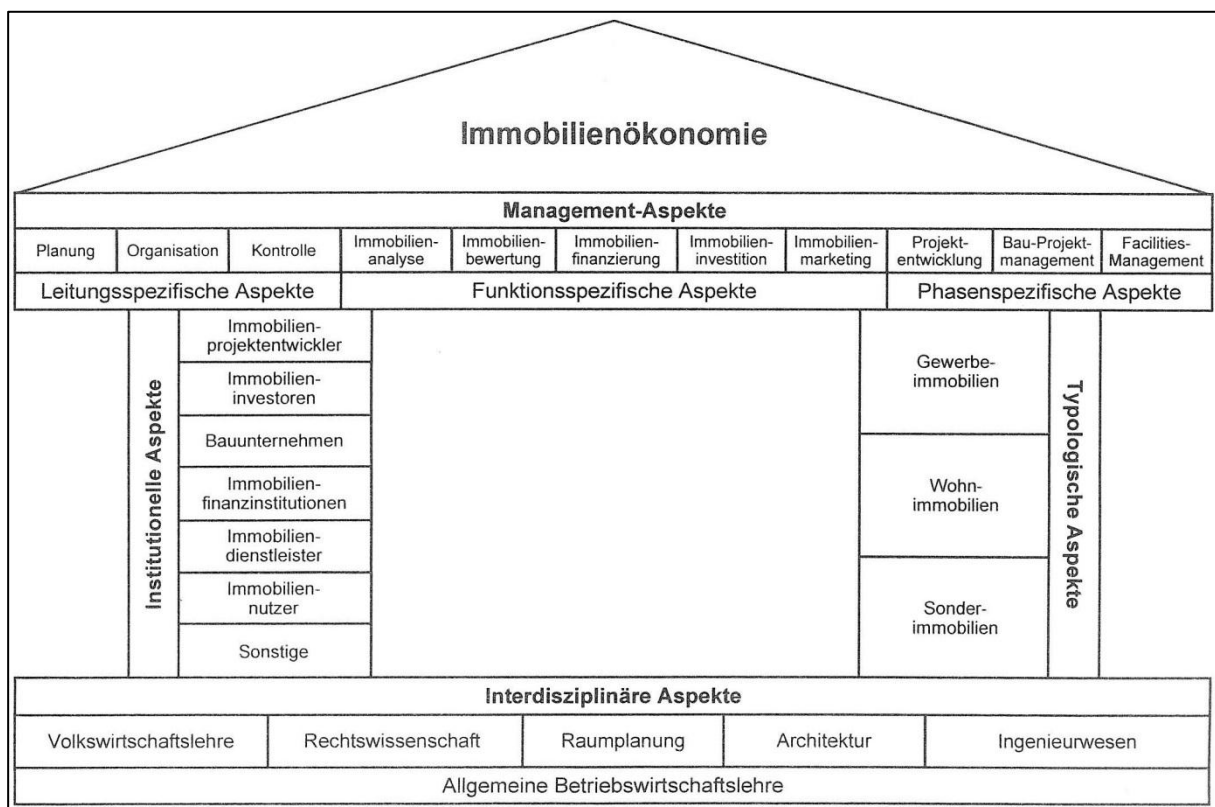 Immobilienökonomie
Management-Aspekte
Planung
Organisation
Kontrolle
Immobilien-
analyse
Immobilien-
bewertung
Immobilien-
finanzierung
Immobilien-
investition
Immobilien-
marketing
Projekt-
entwicklung
Bau-Projekt-
management
Facilities-
Management
Leitungsspezifische Aspekte
Funktionsspezifische Aspekte
Phasenspezifische Aspekte
Institutionelle Aspekte
Immobilien-
projektentwickler
Immobilien-
investoren
Bauunternehmen
Immobilien-
finanzinstitutionen
Immobilien-
dienstleister
Immobilien-
nutzer
Sonstige
Gewerbe-
immobilien
Wohn-
immobilien
Sonder-
immobilien
Typologische Aspekte
Interdisziplinäre Aspekte
Volkswirtschaftslehre
Rechtswissenschaft
Raumplanung
Architektur
Ingenieurwesen
Allgemeine Betriebswirtschaftslehre